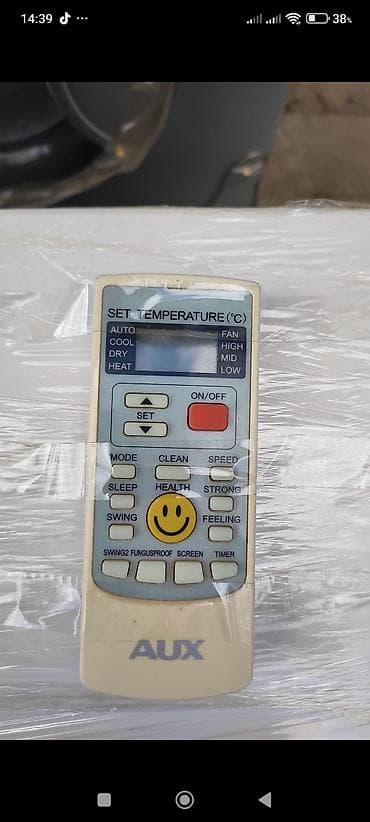 14:39 ... 38%
SET TEMPERATURE(°C)
AUTO FAN
COOL HIGH
DRY MID
HEAT LOW
ON/OFF
SET
MODE CLEAN SPEED
SLEEP HEALTH STRONG
SWING FEELING
SWING2 FUNGUSPROOF SCREEN TIMER
AUX